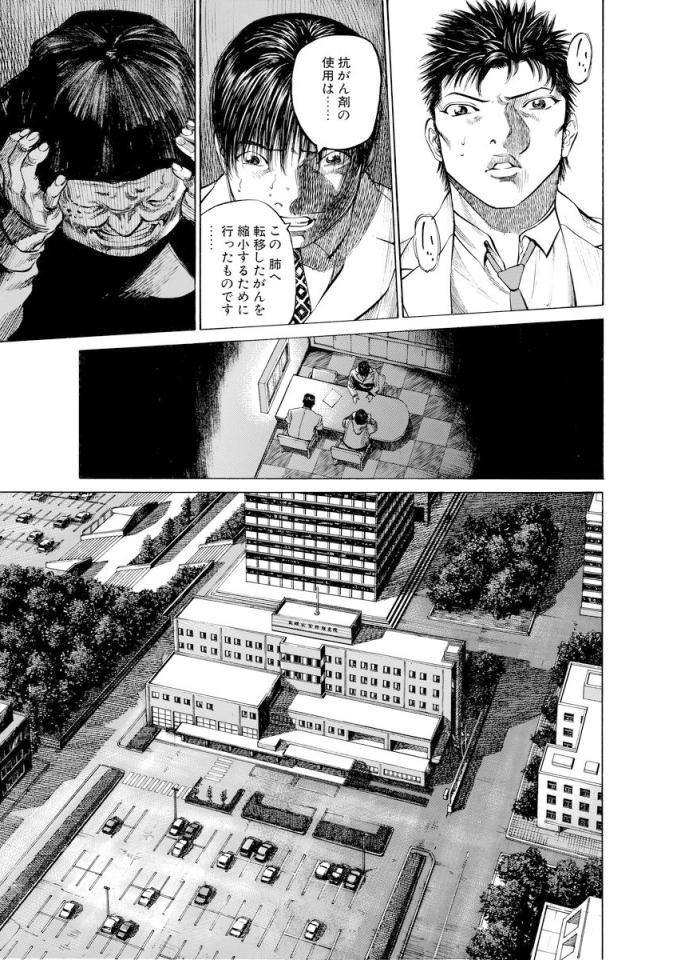 ……
……
抗がん剤の
使用は……
この 肺へ
転移したがんを
縮小するために
行ったものです
……